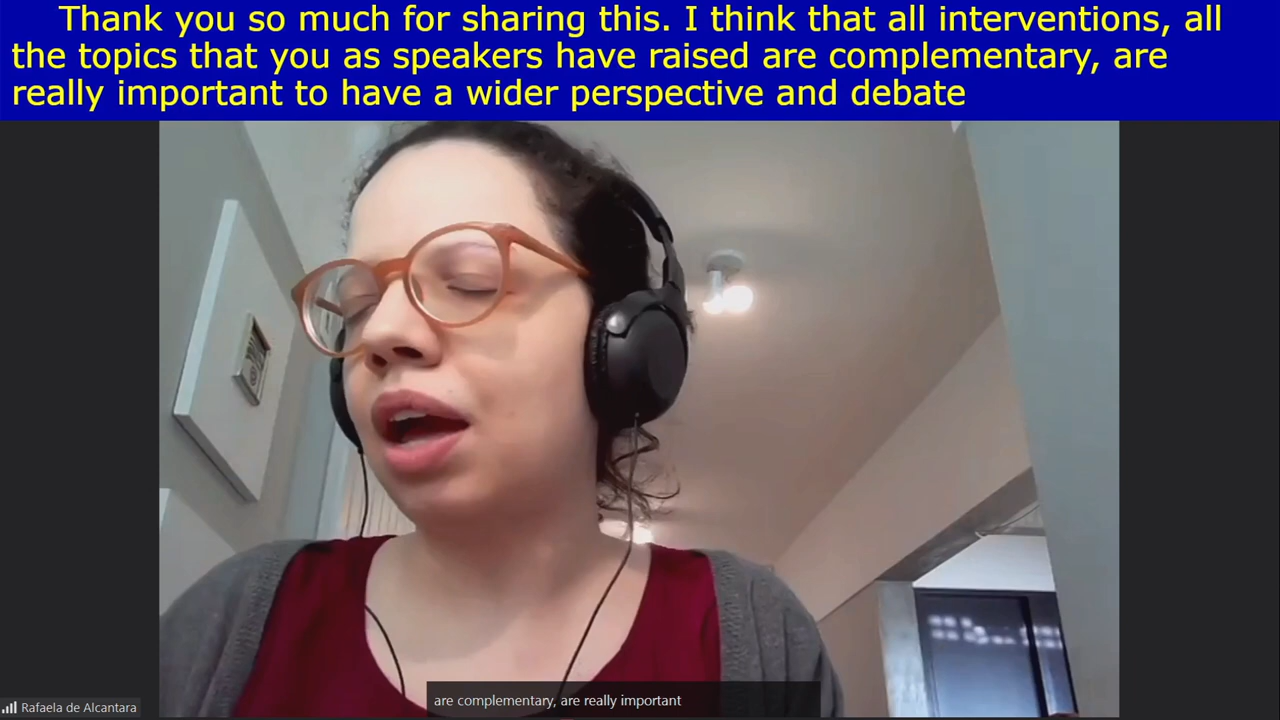 Thank you so much for sharing this. I think that all interventions, all
the topics that you as speakers have raised are complementary, are
really important to have a wider perspective and debate
are complementary, are really important
Rafaela de Alcantara